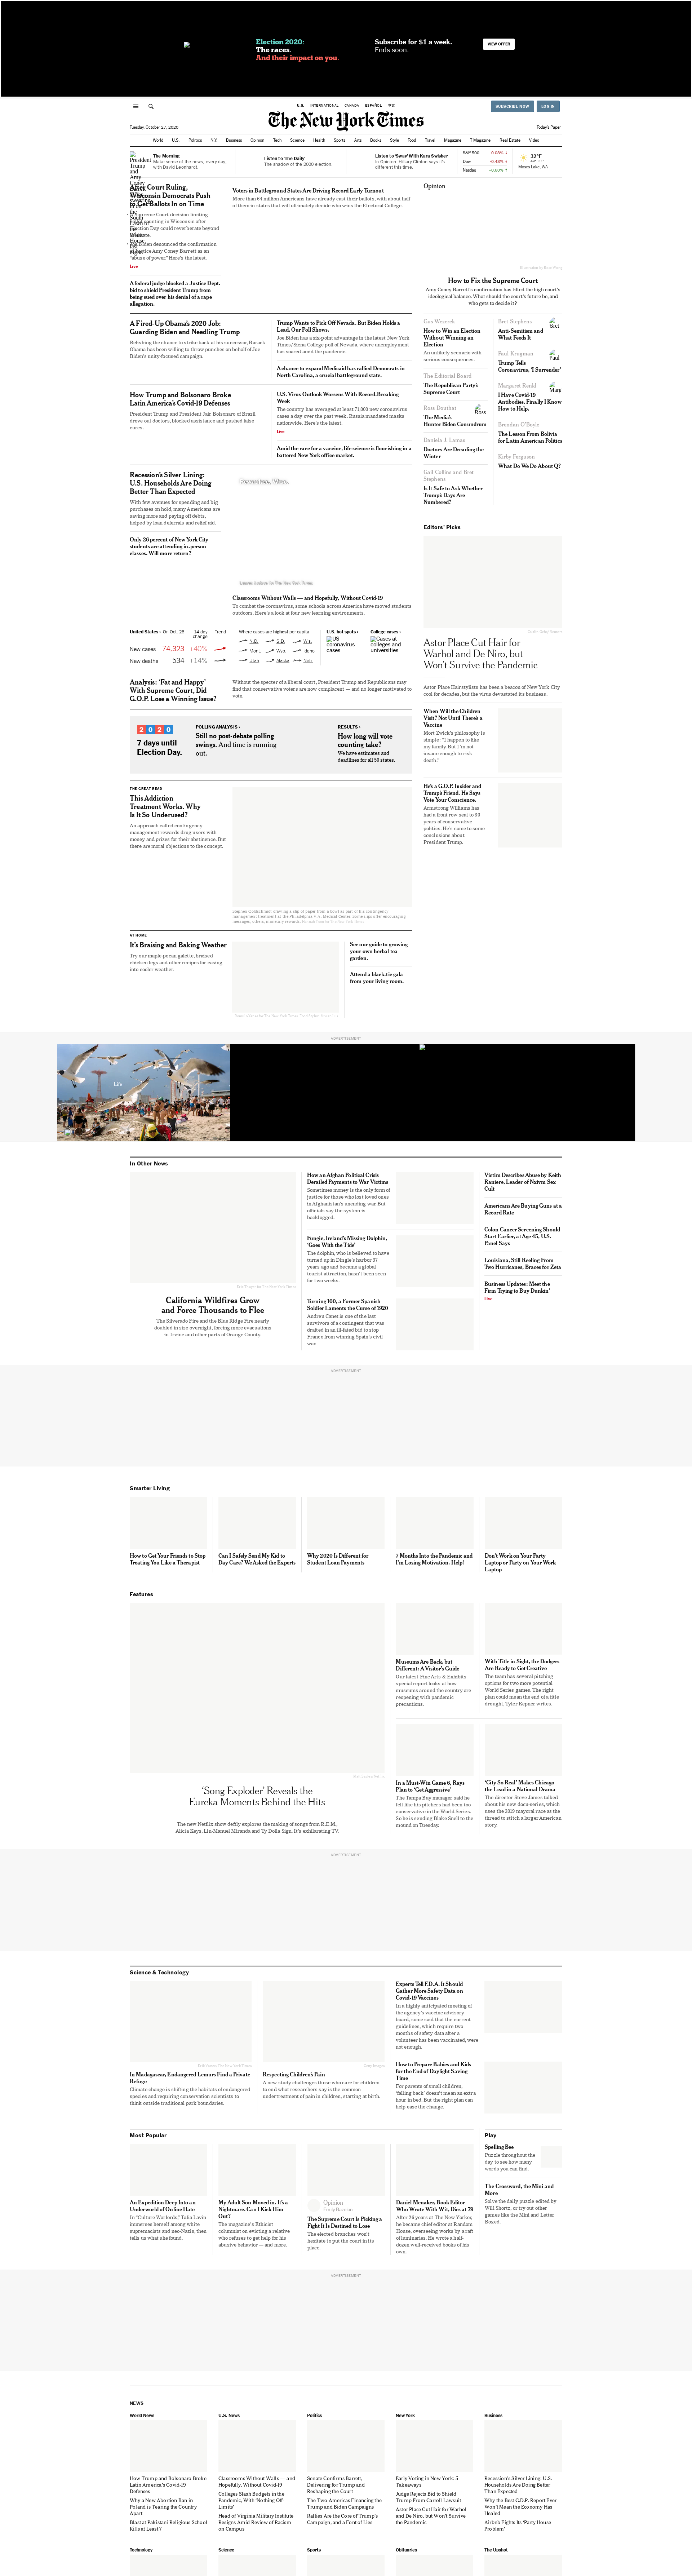 Election 2020:
The races.
And their impact on you.
Subscribe for $1 a week.
Ends soon.
VIEW OFFER
U.S. INTERNATIONAL CANADA ESPAÑOL 中文
SUBSCRIBE NOW LOG IN
The New York Times
Tuesday, October 27, 2020
Today's Paper
World U.S. Politics N.Y. Business Opinion Tech Science Health Sports Arts Books Style Food Travel Magazine T Magazine Real Estate Video
The Morning
Make sense of the news, every day, with David Leonhardt.
Listen to 'The Daily'
The shadow of the 2000 election.
Listen to 'Sway' With Kara Swisher
In Opinion, Hillary Clinton says it's different this time.
S&P 500
Dow
Nasdaq
Moses Lake, WA
After Court Ruling,
Wisconsin Democrats Push
to Get Ballots In on Time
Live
A federal judge blocked a Justice Dept.
bid to shield President Trump from
being sued over his denial of a rape
allegation.
Voters in Battleground States Are Driving Record Early Turnout
More than 64 million Americans have already cast their ballots, with about half
of them in states that will ultimately decide who wins the Electoral College.
A Fired-Up Obama's 2020 Job:
Guarding Biden and Needling Trump
Relishing the chance to strike back at his successor, Barack
Obama has been willing to throw punches on behalf of Joe
Biden's unity-focused campaign.
Trump Wants to Pick Off Nevada. But Biden Holds a
Lead, Our Poll Shows.
Joe Biden has a six-point advantage in the latest New York
Times/Siena College poll of Nevada, where unemployment
has soared amid the pandemic.
A chance to expand Medicaid has rallied Democrats in
North Carolina, a crucial battleground state.
How Trump and Bolsonaro Broke
Latin America's Covid-19 Defenses
President Trump and President Jair Bolsonaro of Brazil
drove out doctors, blocked assistance and pushed false
cures.
U.S. Virus Outlook Worsens With Record-Breaking
Week
The country has averaged at least 71,000 new coronavirus
cases a day over the past week. Russia mandated masks
nationwide. Here's the latest.
Live
Amid the race for a vaccine, life science is flourishing in a
battered New York office market.
Recession's Silver Lining:
U.S. Households Are Doing
Better Than Expected
With few avenues for spending and big
purchases on hold, many Americans are
saving more and paying off debts,
helped by loan deferrals and relief aid.
Only 26 percent of New York City
students are attending in-person
classes. Will more return?
Lauren Justice for The New York Times
Classrooms Without Walls — and Hopefully, Without Covid-19
To combat the coronavirus, some schools across America have moved students
outdoors. Here's a look at four new learning environments.
United States › On Oct. 26 14-day change Trend
New cases 74,323 +40%
New deaths 534 +14%
Where cases are highest per capita
N.D. S.D. Wis.
Mont. Wyo. Idaho
Utah Alaska Neb.
U.S. hot spots ›
US coronavirus cases
College cases ›
Cases at colleges and universities
Analysis: 'Fat and Happy'
With Supreme Court, Did
G.O.P. Lose a Winning Issue?
Without the specter of a liberal court, President Trump and Republicans may
find that conservative voters are now complacent — and no longer motivated to
vote.
2020
7 days until
Election Day.
POLLING ANALYSIS ›
Still no post-debate polling
swings. And time is running
out.
RESULTS ›
How long will vote
counting take?
We have estimates and
deadlines for all 50 states.
THE GREAT READ
This Addiction
Treatment Works. Why
Is It So Underused?
An approach called contingency
management rewards drug users with
money and prizes for their abstinence. But
there are moral objections to the concept.
AT HOME
It's Braising and Baking Weather
Try our maple-pecan galette, braised
chicken legs and other recipes for easing
into cooler weather.
See our guide to growing
your own herbal tea
garden.
Attend a black-tie gala
from your living room.
Opinion
How to Fix the Supreme Court
Amy Coney Barrett's confirmation has tilted the high court's
ideological balance. What should the court's future be, and
who gets to decide it?
Gus Wezerek
How to Win an Election
Without Winning an
Election
An unlikely scenario with
serious consequences.
The Editorial Board
The Republican Party's
Supreme Court
Ross Douthat
The Media's
Hunter Biden Conundrum
Daniela J. Lamas
Doctors Are Dreading the
Winter
Gail Collins and Bret
Stephens
Is It Safe to Ask Whether
Trump's Days Are
Numbered?
Bret Stephens
Anti-Semitism and
What Feeds It
Paul Krugman
Trump Tells
Coronavirus, 'I Surrender'
Margaret Renkl
I Have Covid-19
Antibodies. Finally I Know
How to Help.
Brendan O'Boyle
The Lesson From Bolivia
for Latin American Politics
Kirby Ferguson
What Do We Do About Q?
Editors' Picks
Astor Place Cut Hair for
Warhol and De Niro, but
Won't Survive the Pandemic
Astor Place Hairstylists has been a beacon of New York City
cool for decades, but the virus devastated its business.
When Will the Children
Visit? Not Until There's a
Vaccine
Mort Zwick's philosophy is
simple: "I happen to like
my family. But I'm not
insane enough to risk
death."
He's a G.O.P. Insider and
Trump's Friend. He Says
Vote Your Conscience.
Armstrong Williams has
had a front row seat to 50
years of conservative
politics. He's come to some
conclusions about
President Trump.
ADVERTISEMENT
Life
In Other News
California Wildfires Grow
and Force Thousands to Flee
The Silverado Fire and the Blue Ridge Fire nearly
doubled in size overnight, forcing mass evacuations
in Irvine and other parts of Orange County.
How an Afghan Political Crisis
Derailed Payments to War Victims
Sometimes money is the only form of
justice for those who lost loved ones
in Afghanistan's unending war. But
officials say the system is
backlogged.
Fungie, Ireland's Missing Dolphin,
'Goes With the Tide'
The dolphin, who is believed to have
turned up in Dingle's harbor 37
years ago and became a global
tourist attraction, hasn't been seen
for two weeks.
Turning 100, a Former Spanish
Soldier Laments the Curse of 1920
Andreu Canet is one of the last
survivors of a contingent that was
drafted in an ill-fated bid to stop
Franco from winning Spain's civil
war.
Victim Describes Abuse by Keith
Raniere, Leader of Nxivm Sex
Cult
Americans Are Buying Guns at a
Record Rate
Colon Cancer Screening Should
Start Earlier, at Age 45, U.S.
Panel Says
Louisiana, Still Reeling From
Two Hurricanes, Braces for Zeta
Business Updates: Meet the
Firm Trying to Buy Dunkin'
Live
ADVERTISEMENT
Smarter Living
How to Get Your Friends to Stop
Treating You Like a Therapist
Can I Safely Send My Kid to
Day Care? We Asked the Experts
Why 2020 Is Different for
Student Loan Payments
7 Months Into the Pandemic and
I'm Losing Motivation. Help!
Don't Work on Your Party
Laptop or Party on Your Work
Laptop
Features
'Song Exploder' Reveals the
Eureka Moments Behind the Hits
The new Netflix show deftly explores the making of songs from R.E.M.,
Alicia Keys, Lin-Manuel Miranda and Ty Dolla $ign. It's exhilarating TV.
Museums Are Back, but
Different: A Visitor's Guide
Our latest Fine Arts & Exhibits
special report looks at how
museums around the country are
reopening and pandemic
precautions.
With Title in Sight, the Dodgers
Are Ready to Get Creative
The team has several pitching
options for two more potential
World Series games. The right
plan could mean the end of a title
drought, Tyler Kepner writes.
In a Must-Win Game 6, Rays
Plan to 'Get Aggressive'
The Tampa Bay manager said he
felt like his pitchers had been too
conservative in the World Series.
So he is sending Blake Snell to the
mound on Tuesday.
'City So Real' Makes Chicago
the Lead in a National Drama
The director Steve James talked
about his new docu-series, which
uses the 2019 mayoral race as the
thread to stitch a larger American
story.
ADVERTISEMENT
Science & Technology
In Madagascar, Endangered Lemurs Find a Private
Refuge
Climate change is shifting the habitats of endangered
species and requiring conservation scientists to
think outside traditional park boundaries.
Respecting Children's Pain
A new study challenges those who care for children
to end what researchers say is the common
undertreatment of pain in children, starting at birth.
Experts Tell F.D.A. It Should
Gather More Safety Data on
Covid-19 Vaccines
In a highly anticipated meeting of
the agency's vaccine advisory
board, some said that the current
guidelines, which require two
months of safety data after a
volunteer has been vaccinated, were
not enough.
How to Prepare Babies and Kids
for the End of Daylight Saving
Time
For parents of small children,
'falling back' doesn't mean an extra
hour in bed. But the right plan can
help ease the change.
Most Popular
An Expedition Deep Into an
Underworld of Online Hate
In "Culture Warlords," Talia Lavin
immerses herself among white
supremacists and neo-Nazis, then
tells us what she found.
My Adult Son Moved in. It's a
Nightmare. Can I Kick Him
Out?
The magazine's Ethicist
columnist on evicting a relative
who refuses to get help for his
abusive behavior — and more.
Opinion
Emily Bazelon
The Supreme Court Is Picking a
Fight It Is Destined to Lose
The elected branches won't
hesitate to put the court in its
place.
Daniel Menaker, Book Editor
Who Wrote With Wit, Dies at 79
After 26 years at The New Yorker,
he became chief editor at Random
House, overseeing works by a raft
of luminaries. He wrote a half-
dozen well-received books of his
own.
Play
Spelling Bee
Puzzle throughout the
day to see how many
words you can find.
The Crossword, the Mini and
More
Solve the daily puzzle edited by
Will Shortz, or try out other
games like the Mini and Letter
Boxed.
ADVERTISEMENT
NEWS
World News
How Trump and Bolsonaro Broke
Latin America's Covid-19
Defenses
Why a New Abortion Ban in
Poland is Tearing the Country
Apart
Blast at Pakistani Religious School
Kills at Least 7
U.S. News
Classrooms Without Walls — and
Hopefully, Without Covid-19
Colleges Slash Budgets in the
Pandemic, With 'Nothing Off-
Limits'
Head of Virginia Military Institute
Resigns Amid Review of Racism
on Campus
Politics
Senate Confirms Barrett,
Delivering for Trump and
Reshaping the Court
The Two Americas Financing the
Trump and Biden Campaigns
Rallies Are the Core of Trump's
Campaign, and a Font of Lies
New York
Early Voting in New York: 5
Takeaways
Judge Rejects Bid to Shield
Trump From Carroll Lawsuit
Astor Place Cut Hair for Warhol
and De Niro, but Won't Survive
the Pandemic
Business
Recession's Silver Lining: U.S.
Households Are Doing Better
Than Expected
Why the Best G.D.P. Report Ever
Won't Mean the Economy Has
Healed
Airbnb Fights Its 'Party House
Problem'
Technology
Science
Sports
Obituaries
The Upshot